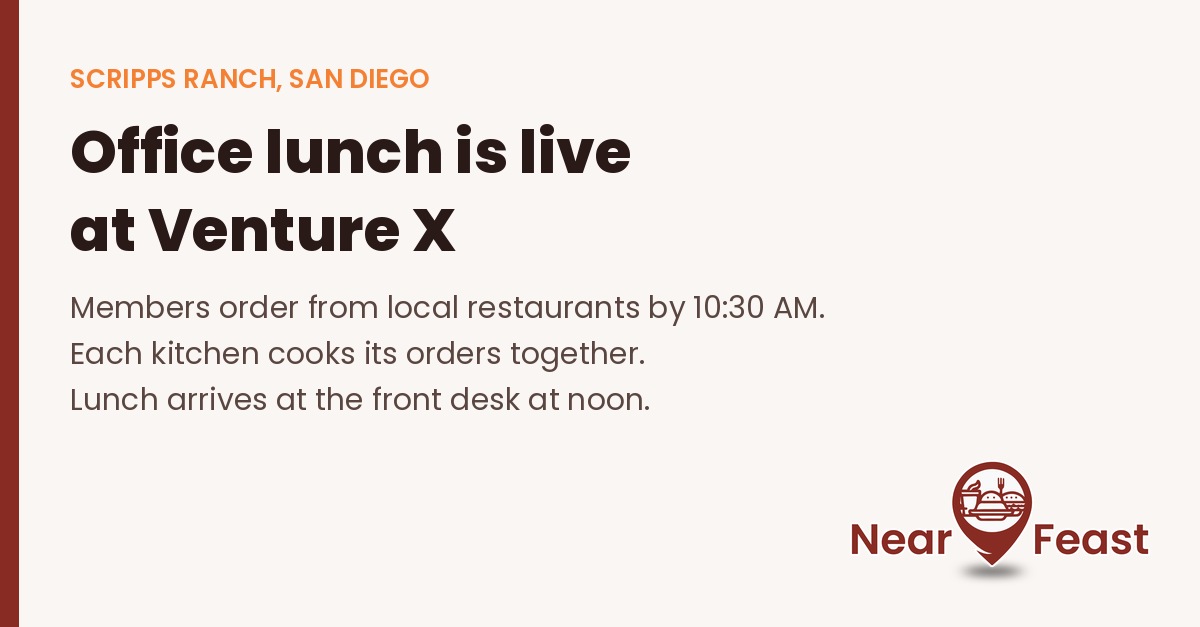 SCRIPPS RANCH, SAN DIEGO
Office lunch is live
at Venture X
Members order from local restaurants by 10:30 AM.
Each kitchen cooks its orders together.
Lunch arrives at the front desk at noon.
Near Feast